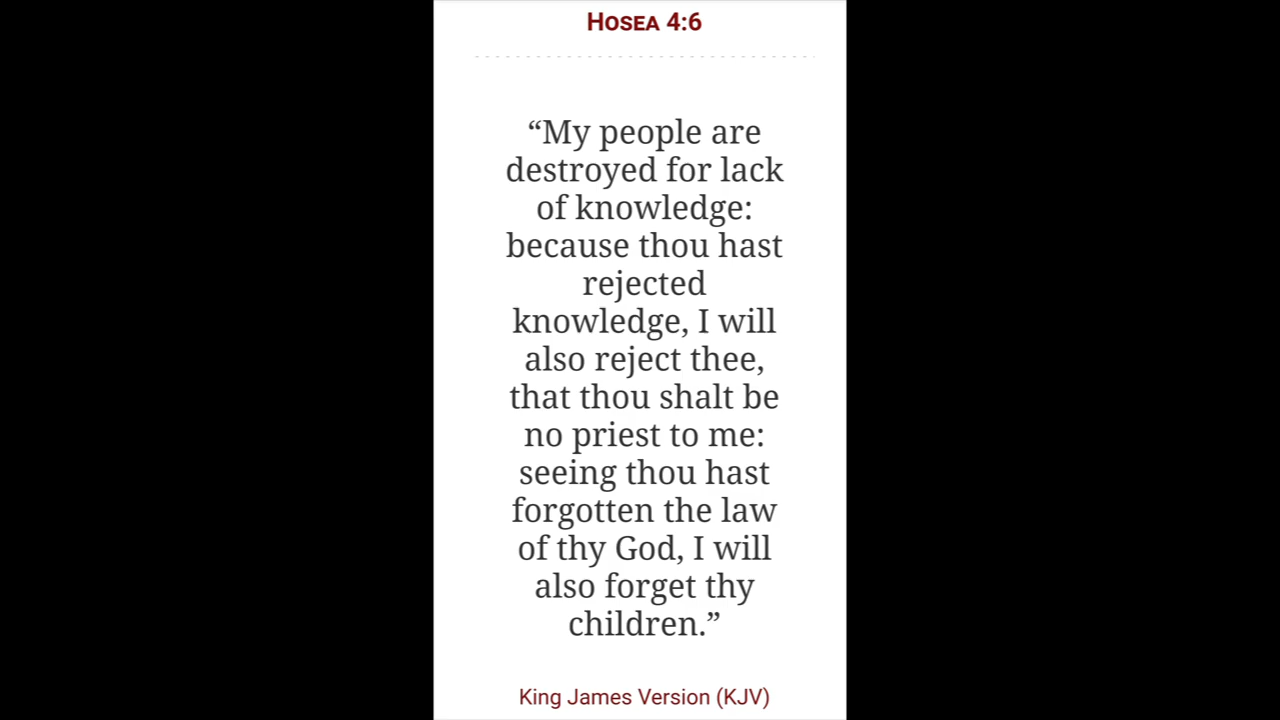 Hosea 4:6
“My people are
destroyed for lack
of knowledge:
because thou hast
rejected
knowledge, I will
also reject thee,
that thou shalt be
no priest to me:
seeing thou hast
forgotten the law
of thy God, I will
also forget thy
children.”
King James Version (KJV)